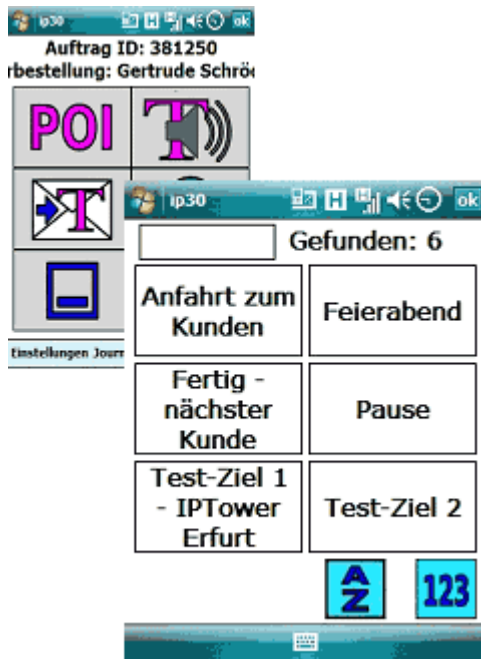 ip30
H
ok
Auftrag ID: 381250
rbestellung: Gertrude Schrö
POI
T
T
Einstellungen Journ
ip30
H
ok
Gefunden: 6
Anfahrt zum
Kunden
Feierabend
Fertig -
nächster
Kunde
Pause
Test-Ziel 1
- IPTower
Erfurt
Test-Ziel 2
A
Z
123